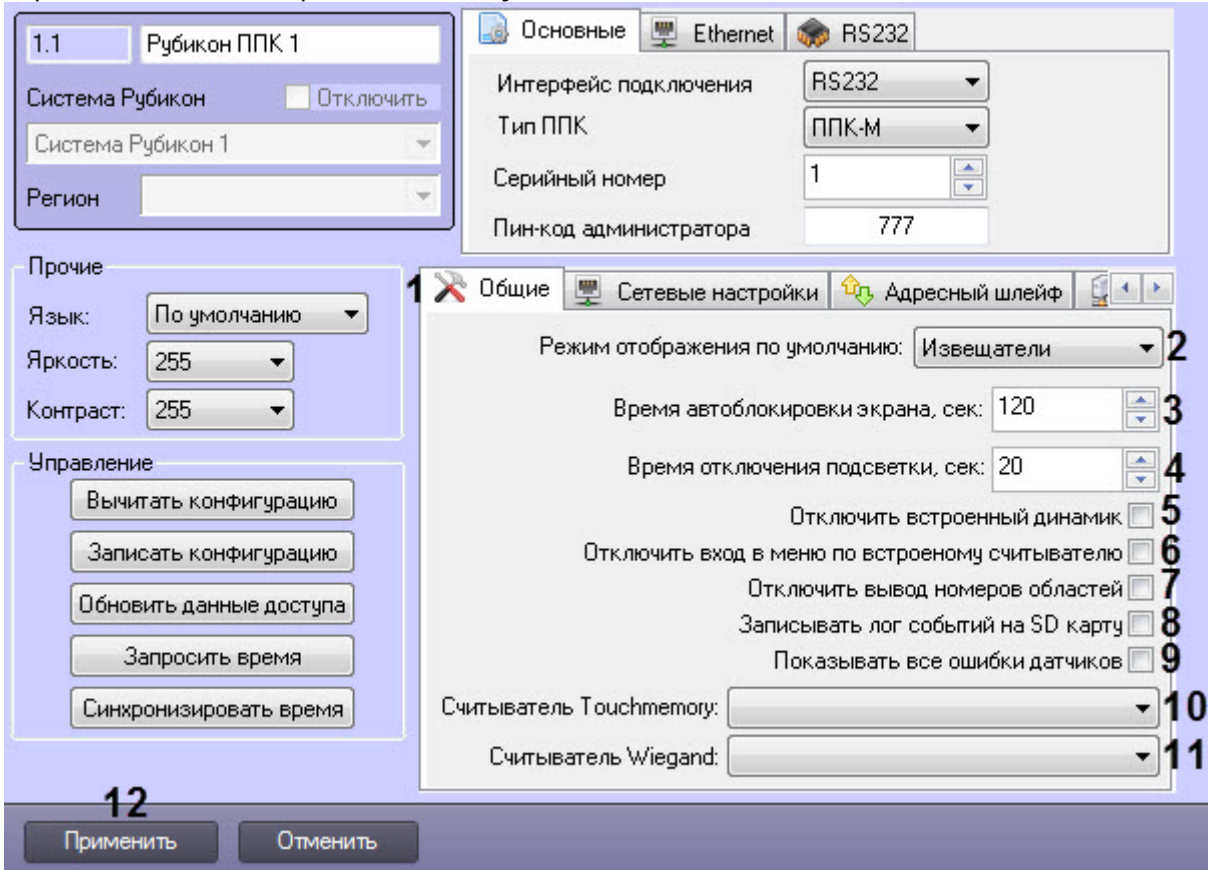 1.1 Рубикон ППК 1
Система Рубикон Отключить
Система Рубикон 1
Регион
Основные Ethernet RS232
Интерфейс подключения RS232
Тип ППК ППК-М
Серийный номер 1
Пин-код администратора 777
Прочие
Язык: По умолчанию
Яркость: 255
Контраст: 255
Управление
Вычитать конфигурацию
Записать конфигурацию
Обновить данные доступа
Запросить время
Синхронизировать время
1 Общие Сетевые настройки Адресный шлейф
Режим отображения по умолчанию: Извещатели 2
Время автоблокировки экрана, сек: 120 3
Время отключения подсветки, сек: 20 4
Отключить встроенный динамик 5
Отключить вход в меню по встроеному считывателю 6
Отключить вывод номеров областей 7
Записывать лог событий на SD карту 8
Показывать все ошибки датчиков 9
Считыватель Touchmemory: 10
Считыватель Wiegand: 11
12
Применить Отменить